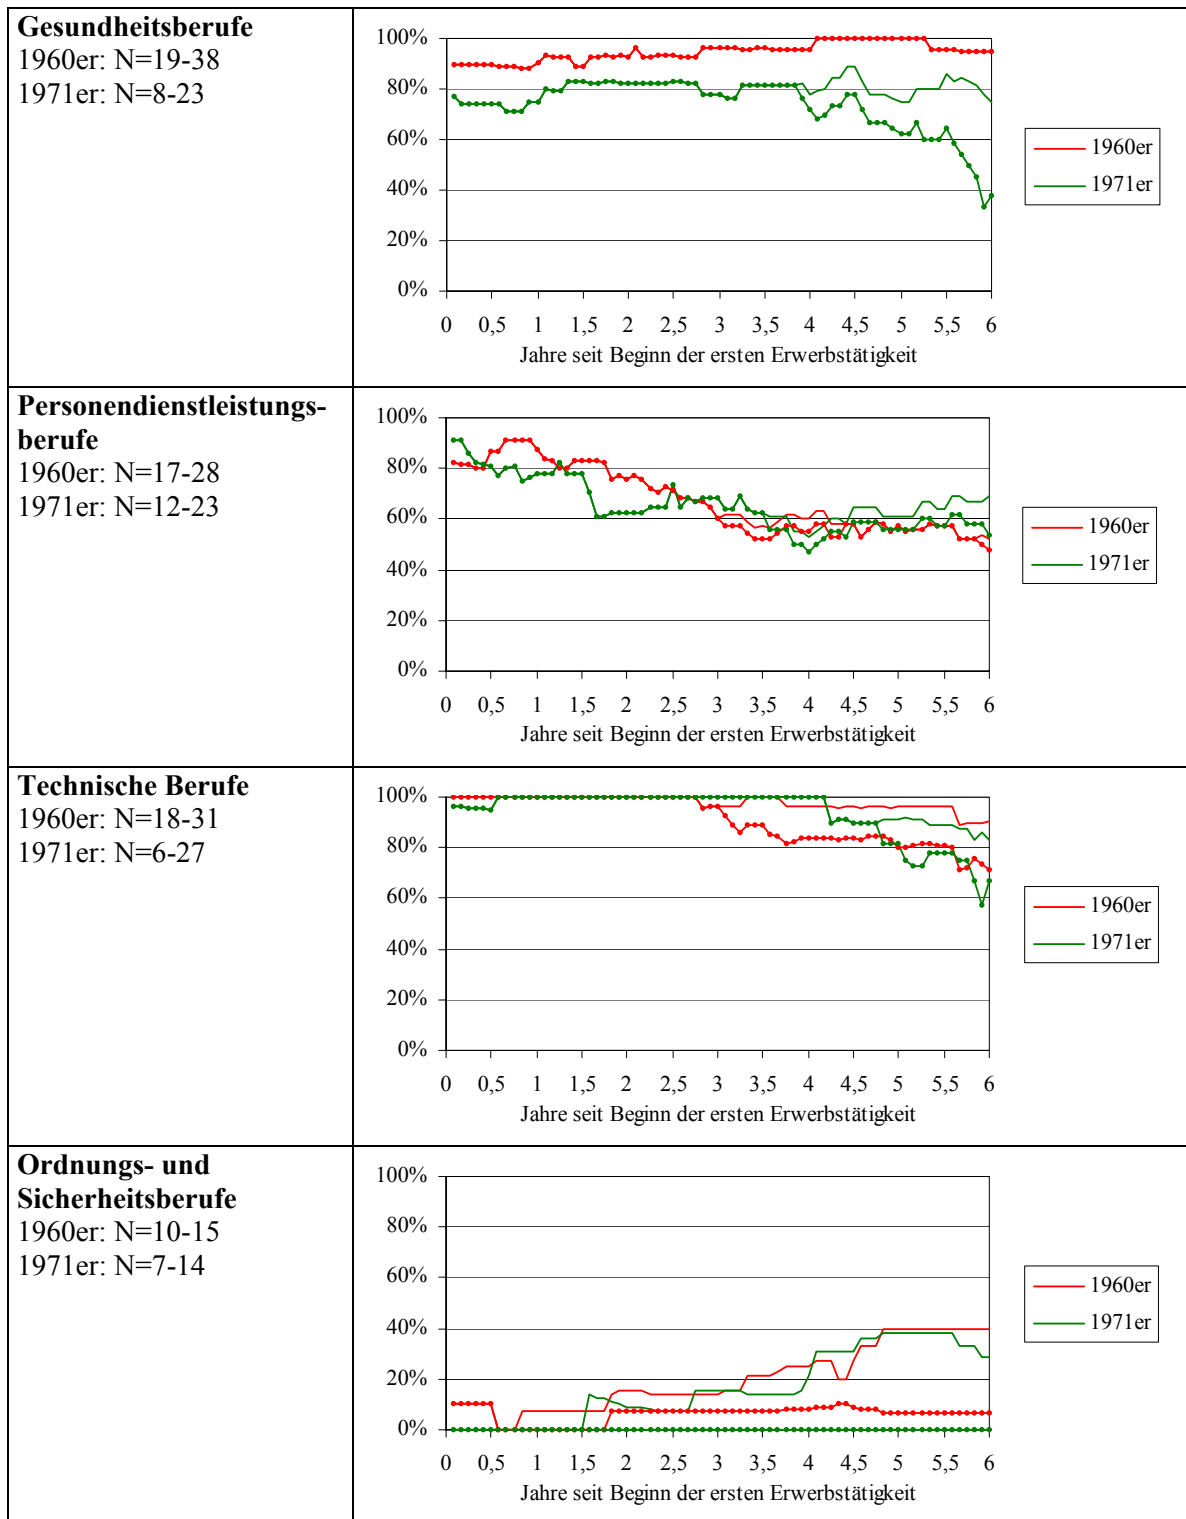 Gesundheitsberufe
1960er: N=19-38
1971er: N=8-23
100%
80%
60%
40%
20%
0%
0 0,5 1 1,5 2 2,5 3 3,5 4 4,5 5 5,5 6
Jahre seit Beginn der ersten Erwerbstätigkeit
1960er
1971er
Personendienstleistungs-
berufe
1960er: N=17-28
1971er: N=12-23
100%
80%
60%
40%
20%
0%
0 0,5 1 1,5 2 2,5 3 3,5 4 4,5 5 5,5 6
Jahre seit Beginn der ersten Erwerbstätigkeit
1960er
1971er
Technische Berufe
1960er: N=18-31
1971er: N=6-27
100%
80%
60%
40%
20%
0%
0 0,5 1 1,5 2 2,5 3 3,5 4 4,5 5 5,5 6
Jahre seit Beginn der ersten Erwerbstätigkeit
1960er
1971er
Ordnungs- und
Sicherheitsberufe
1960er: N=10-15
1971er: N=7-14
100%
80%
60%
40%
20%
0%
0 0,5 1 1,5 2 2,5 3 3,5 4 4,5 5 5,5 6
Jahre seit Beginn der ersten Erwerbstätigkeit
1960er
1971er